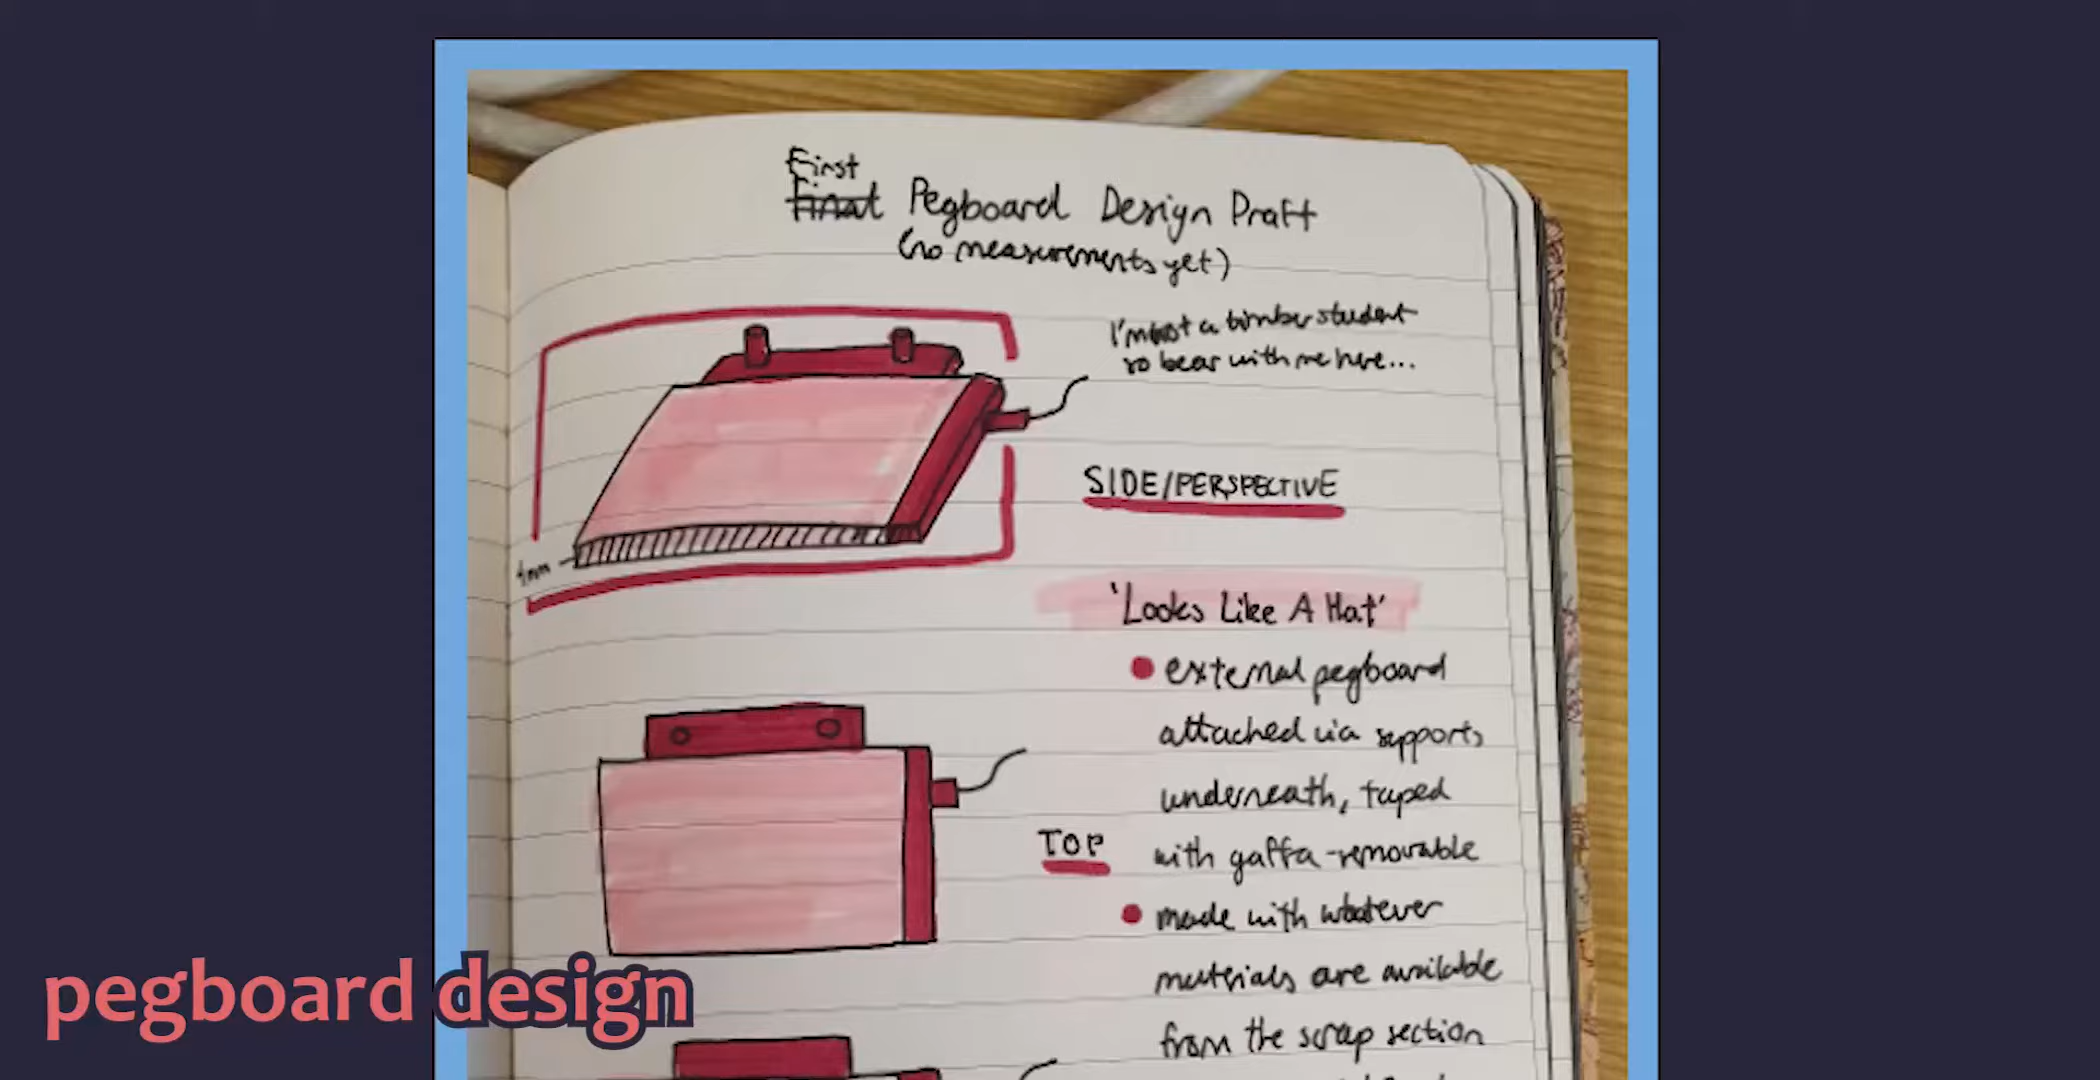 First
Final Pegboard Design Draft
(no measurements yet)
I'm not a timber student
so bear with me here...
SIDE/PERSPECTIVE
4mm
'Looks Like A Hat'
external pegboard
attached via supports
underneath, taped
TOP
with gaffa-removable
made with whatever
materials are available
from the scrap section
pegboard design